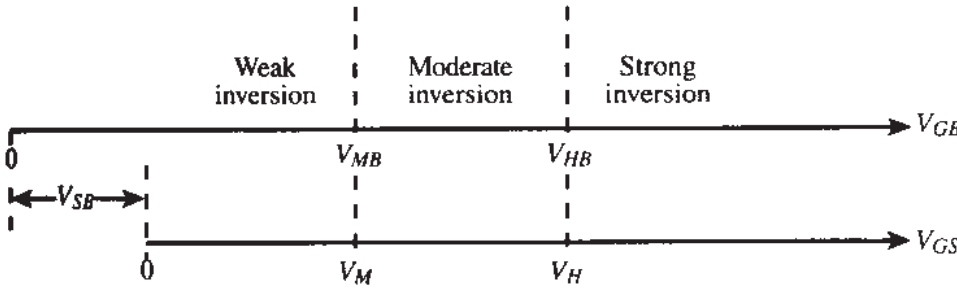 Weak inversion
Moderate inversion
Strong inversion
0
V_MB
V_HB
V_GB
V_SB
0
V_M
V_H
V_GS